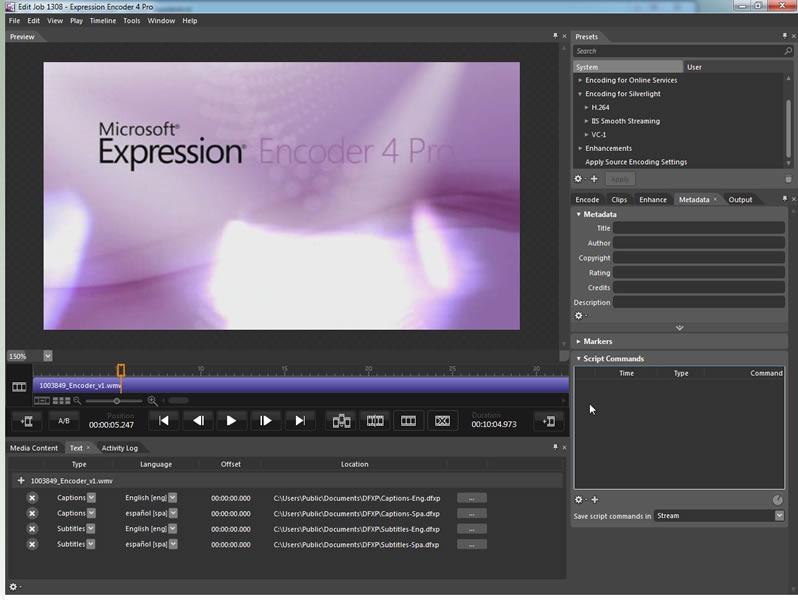 Edit Job 1308 - Expression Encoder 4 Pro
File Edit View Play Timeline Tools Window Help
Preview
Microsoft®
Expression® Encoder 4 Pro
150%
10 15 20 25 30
1003849_Encoder_v1.wmv
A/B
Position
00:00:05.247
Duration
00:10:04.973
Media Content Text Activity Log
Type Language Offset Location
1003849_Encoder_v1.wmv
Captions English [eng] 00:00:00.000 C:\Users\Public\Documents\DFXP\Captions-Eng.dfxp ...
Captions español [spa] 00:00:00.000 C:\Users\Public\Documents\DFXP\Captions-Spa.dfxp ...
Subtitles English [eng] 00:00:00.000 C:\Users\Public\Documents\DFXP\Subtitles-Eng.dfxp ...
Subtitles español [spa] 00:00:00.000 C:\Users\Public\Documents\DFXP\Subtitles-Spa.dfxp ...
Presets
Search
System User
Encoding for Online Services
Encoding for Silverlight
H.264
IIS Smooth Streaming
VC-1
Enhancements
Apply Source Encoding Settings
Apply
Encode Clips Enhance Metadata Output
Metadata
Title
Author
Copyright
Rating
Credits
Description
Markers
Script Commands
Time Type Command
Save script commands in Stream